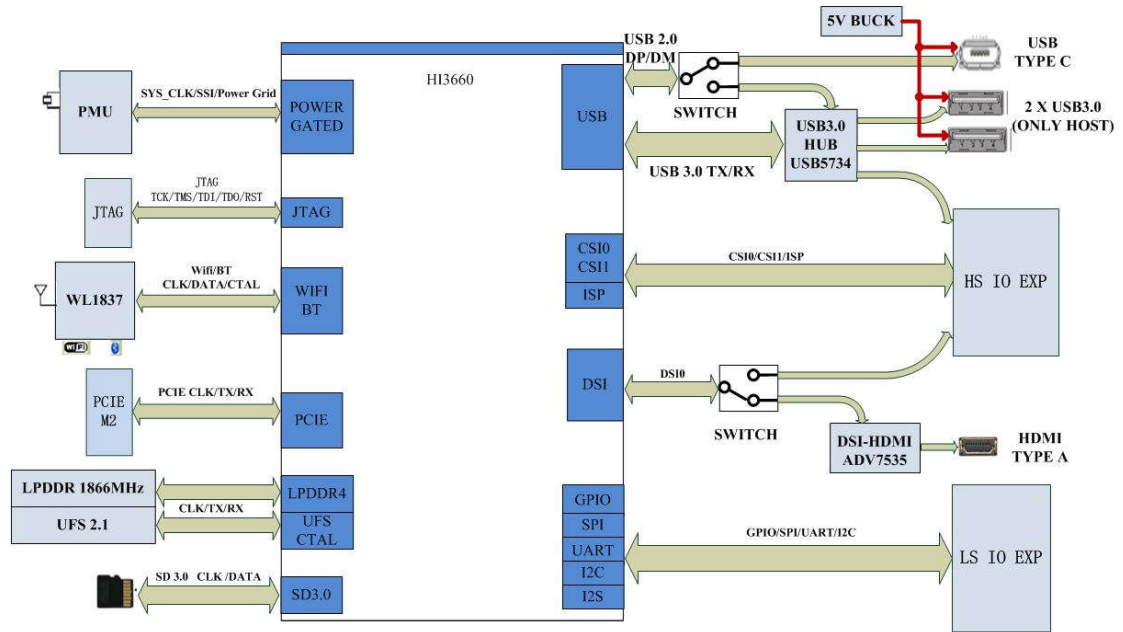 HI3660
PMU
SYS_CLK/SSI/Power Grid
POWER
GATED
JTAG
JTAG
TCK/TMS/TDI/TDO/RST
JTAG
WL1837
Wifi/BT
CLK/DATA/CTAL
WIFI
BT
WiFi
PCIE
M2
PCIE CLK/TX/RX
PCIE
LPDDR 1866MHz
UFS 2.1
CLK/TX/RX
LPDDR4
UFS
CTAL
SD 3.0 CLK /DATA
SD3.0
USB
USB 2.0
DP/DM
SWITCH
USB 3.0 TX/RX
5V BUCK
USB3.0
HUB
USB5734
USB
TYPE C
2 X USB3.0
(ONLY HOST)
CSI0
CSI1
ISP
CSI0/CSI1/ISP
HS IO EXP
DSI
DSI0
SWITCH
DSI-HDMI
ADV7535
HDMI
TYPE A
GPIO
SPI
UART
I2C
I2S
GPIO/SPI/UART/I2C
LS IO EXP